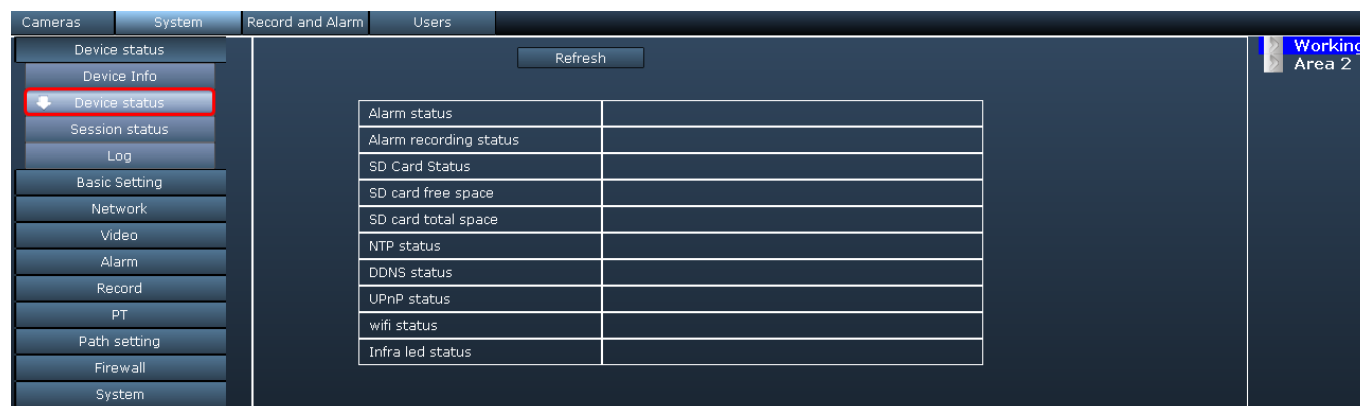 Cameras System Record and Alarm Users
Device status
Device Info
Device status
Session status
Log
Basic Setting
Network
Video
Alarm
Record
PT
Path setting
Firewall
System
Refresh
Alarm status
Alarm recording status
SD Card Status
SD card free space
SD card total space
NTP status
DDNS status
UPnP status
wifi status
Infra led status
Working
Area 2